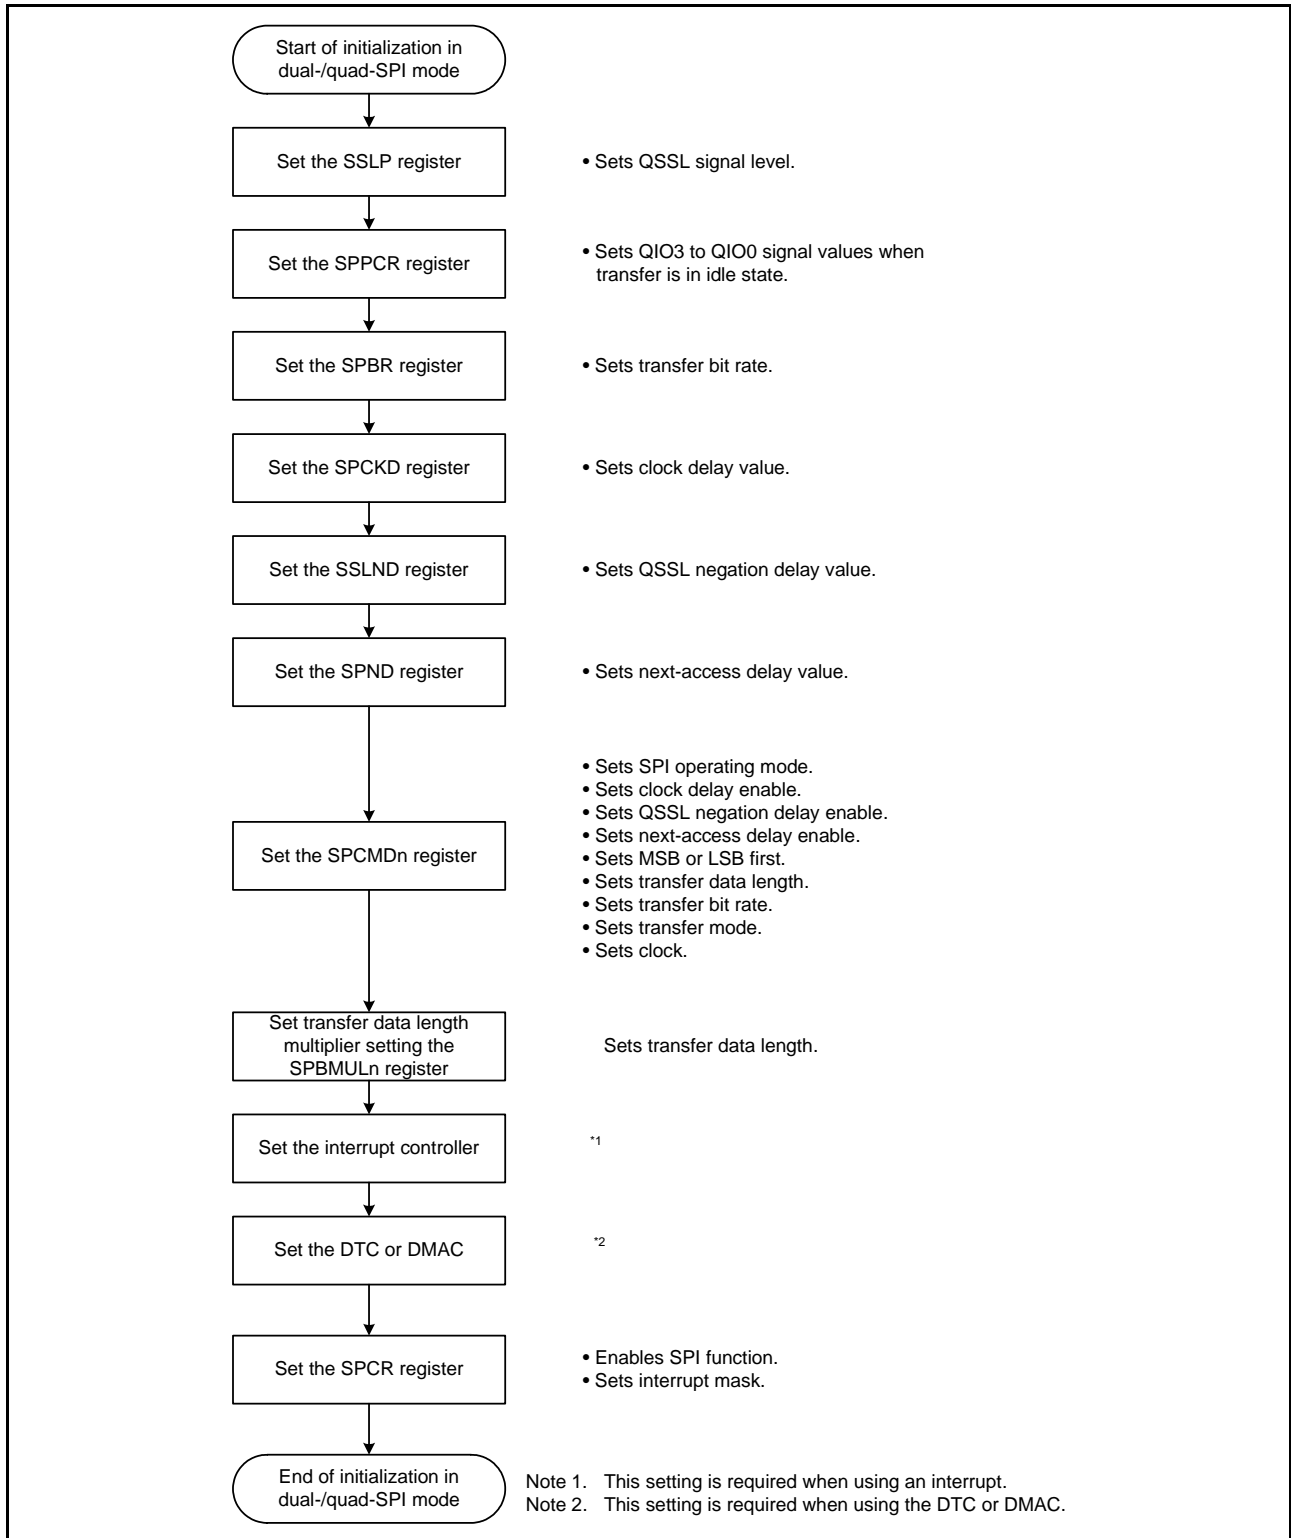 Start of initialization in
dual-/quad-SPI mode
Set the SSLP register
• Sets QSSL signal level.
Set the SPPCR register
• Sets QIO3 to QIO0 signal values when
transfer is in idle state.
Set the SPBR register
• Sets transfer bit rate.
Set the SPCKD register
• Sets clock delay value.
Set the SSLND register
• Sets QSSL negation delay value.
Set the SPND register
• Sets next-access delay value.
Set the SPCMDn register
• Sets SPI operating mode.
• Sets clock delay enable.
• Sets QSSL negation delay enable.
• Sets next-access delay enable.
• Sets MSB or LSB first.
• Sets transfer data length.
• Sets transfer bit rate.
• Sets transfer mode.
• Sets clock.
Set transfer data length
multiplier setting the
SPBMULn register
Sets transfer data length.
Set the interrupt controller
*1
Set the DTC or DMAC
*2
Set the SPCR register
• Enables SPI function.
• Sets interrupt mask.
End of initialization in
dual-/quad-SPI mode
Note 1. This setting is required when using an interrupt.
Note 2. This setting is required when using the DTC or DMAC.